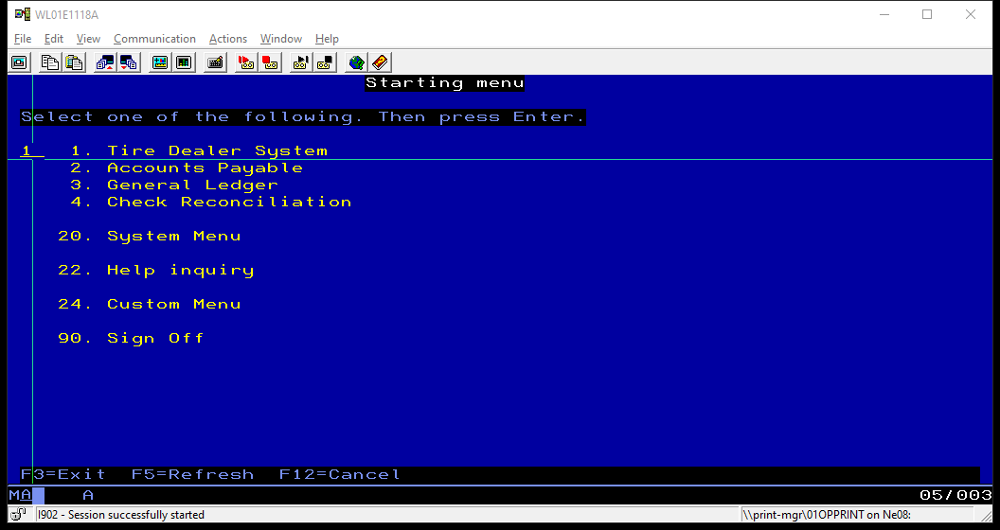 WL01E1118A
File Edit View Communication Actions Window Help
Starting menu
Select one of the following. Then press Enter.
1 1. Tire Dealer System
2. Accounts Payable
3. General Ledger
4. Check Reconciliation
20. System Menu
22. Help inquiry
24. Custom Menu
90. Sign Off
F3=Exit F5=Refresh F12=Cancel
MA A 05/003
I902 - Session successfully started \\print-mgr\01OPPRINT on Ne08: